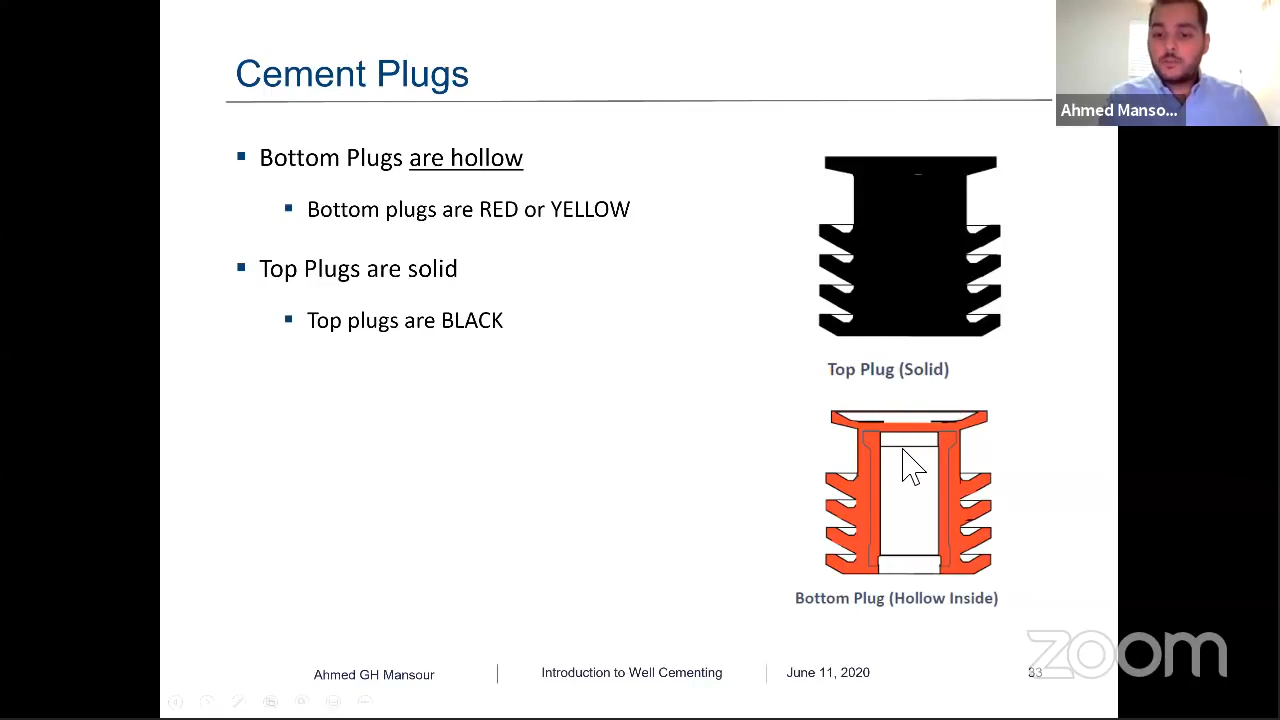 Cement Plugs
Ahmed Manso...
Bottom Plugs are hollow
Bottom plugs are RED or YELLOW
Top Plugs are solid
Top plugs are BLACK
Top Plug (Solid)
Bottom Plug (Hollow Inside)
Ahmed GH Mansour
Introduction to Well Cementing
June 11, 2020
33
zoom